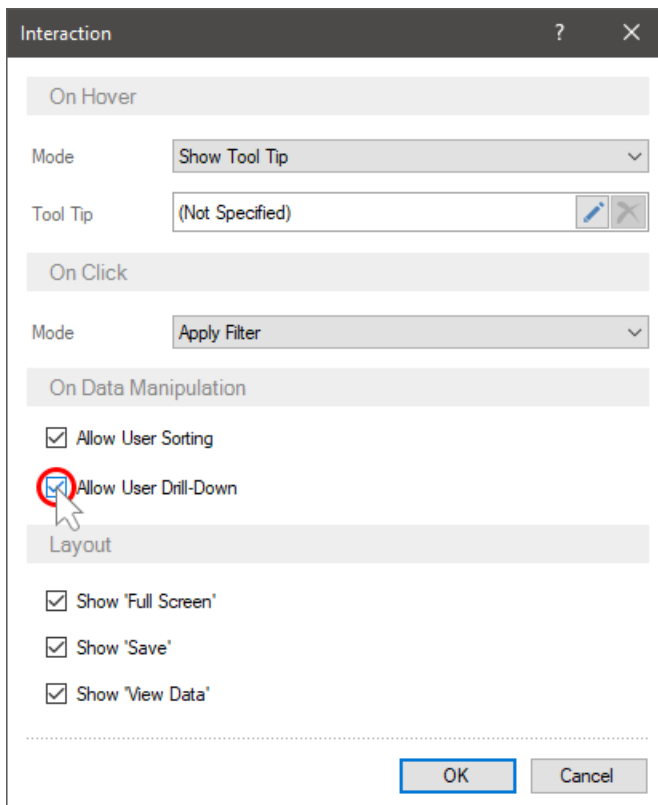 Interaction
?
On Hover
Mode Show Tool Tip
Tool Tip (Not Specified)
On Click
Mode Apply Filter
On Data Manipulation
Allow User Sorting
Allow User Drill-Down
Layout
Show 'Full Screen'
Show 'Save'
Show 'View Data'
OK Cancel